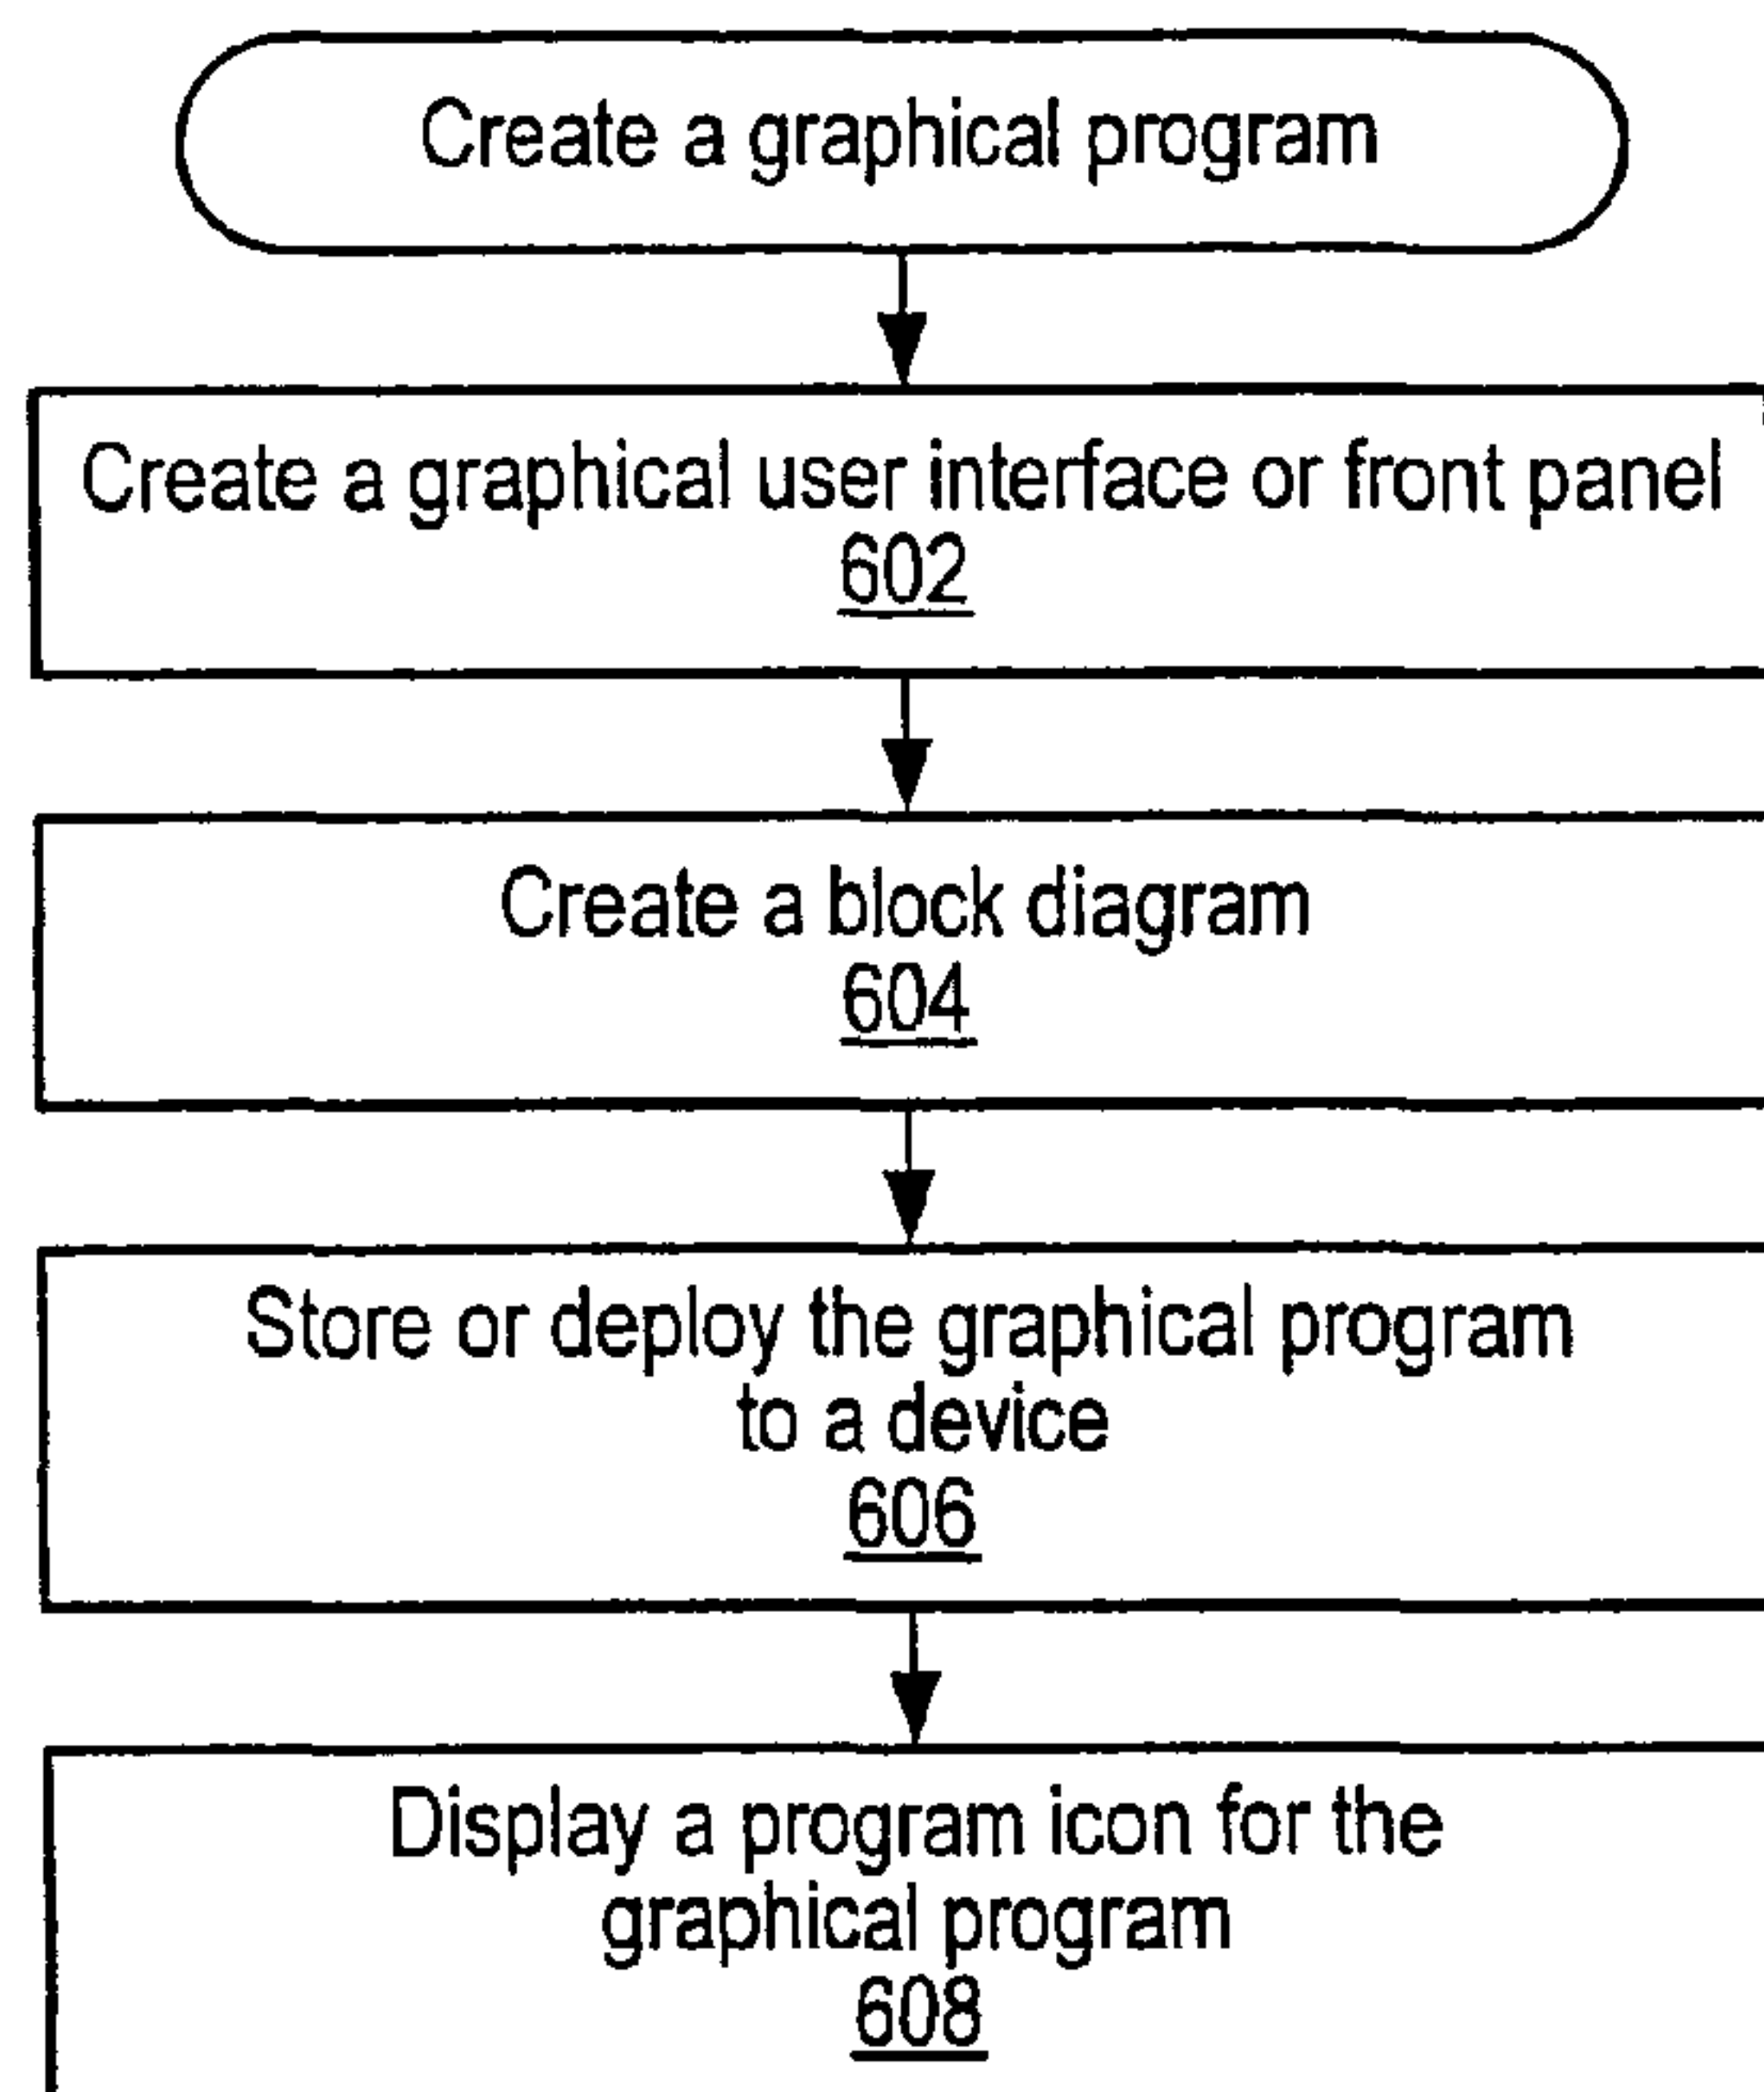 Create a graphical program
Create a graphical user interface or front panel
602
Create a block diagram
604
Store or deploy the graphical program
to a device
606
Display a program icon for the
graphical program
608